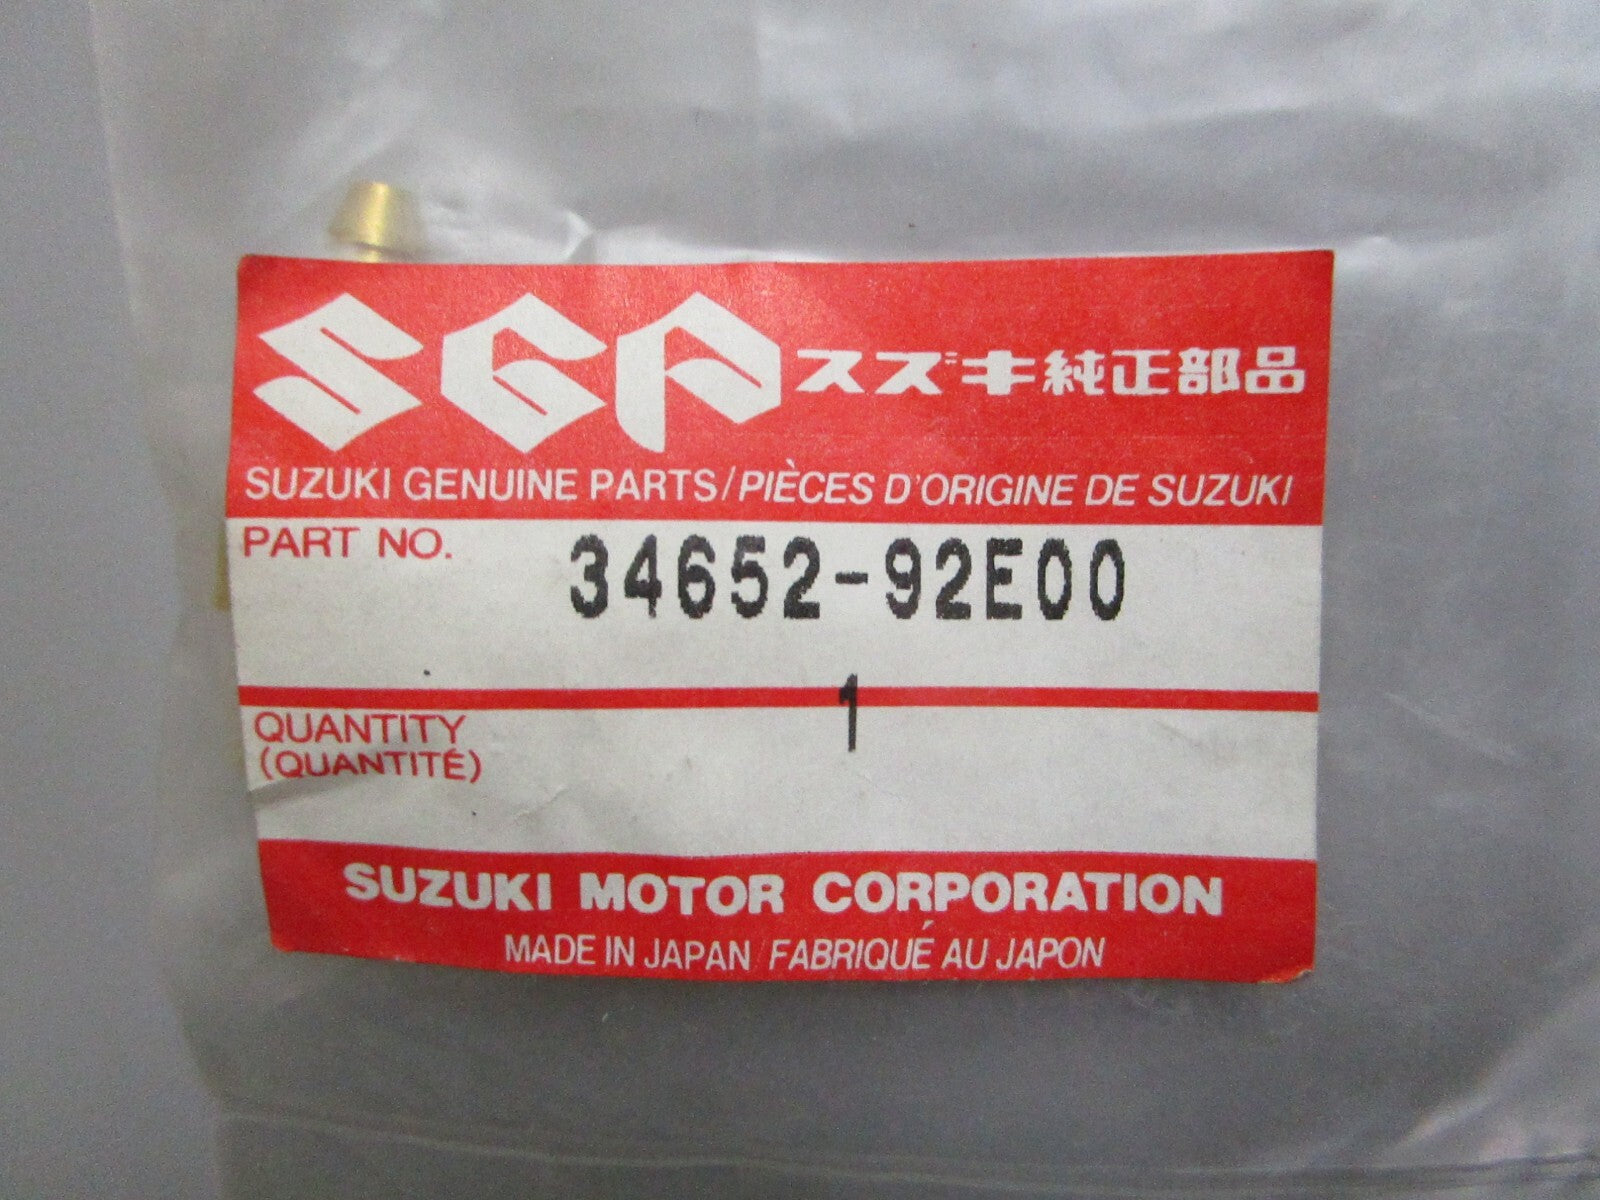 SGP スズキ純正部品
SUZUKI GENUINE PARTS/PIÈCES D'ORIGINE DE SUZUKI
PART NO. 34652-92E00
QUANTITY 1
(QUANTITÉ)
SUZUKI MOTOR CORPORATION
MADE IN JAPAN/FABRIQUÉ AU JAPON